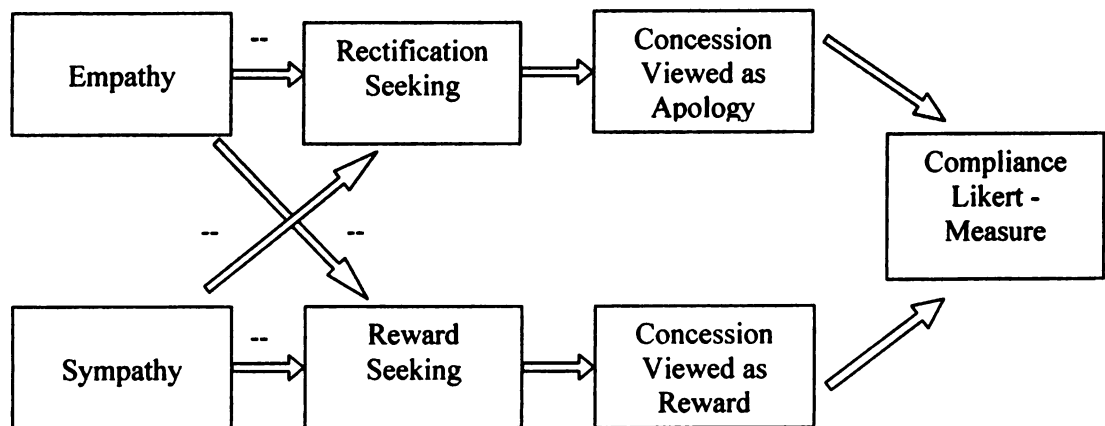 --
Empathy
Rectification
Seeking
Concession
Viewed as
Apology
Compliance
Likert -
Measure
--
--
--
Sympathy
Reward
Seeking
Concession
Viewed as
Reward